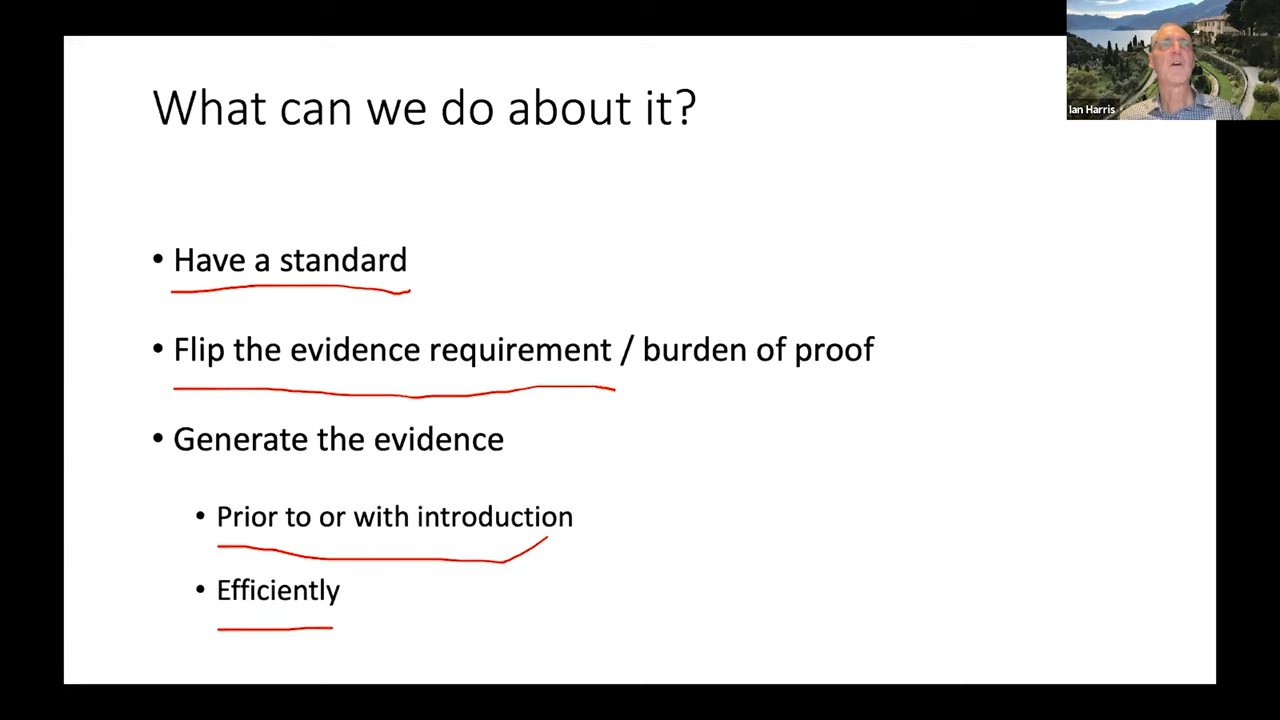 What can we do about it?
Ian Harris
• Have a standard
• Flip the evidence requirement / burden of proof
• Generate the evidence
• Prior to or with introduction
• Efficiently